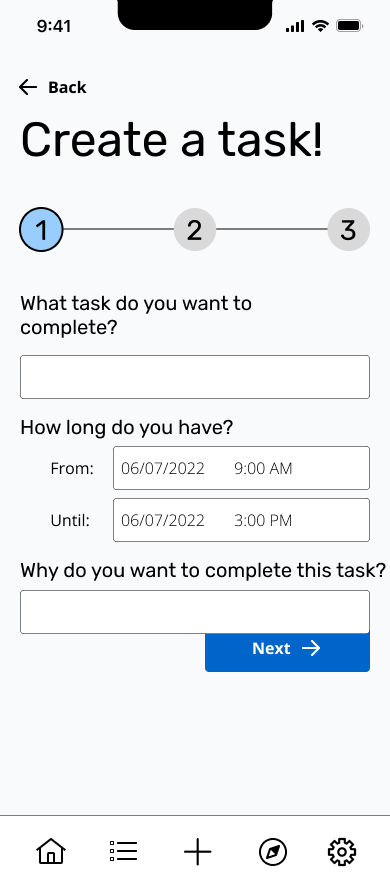 9:41
Back
Create a task!
1 2 3
What task do you want to
complete?
How long do you have?
From: 06/07/2022 9:00 AM
Until: 06/07/2022 3:00 PM
Why do you want to complete this task?
Next